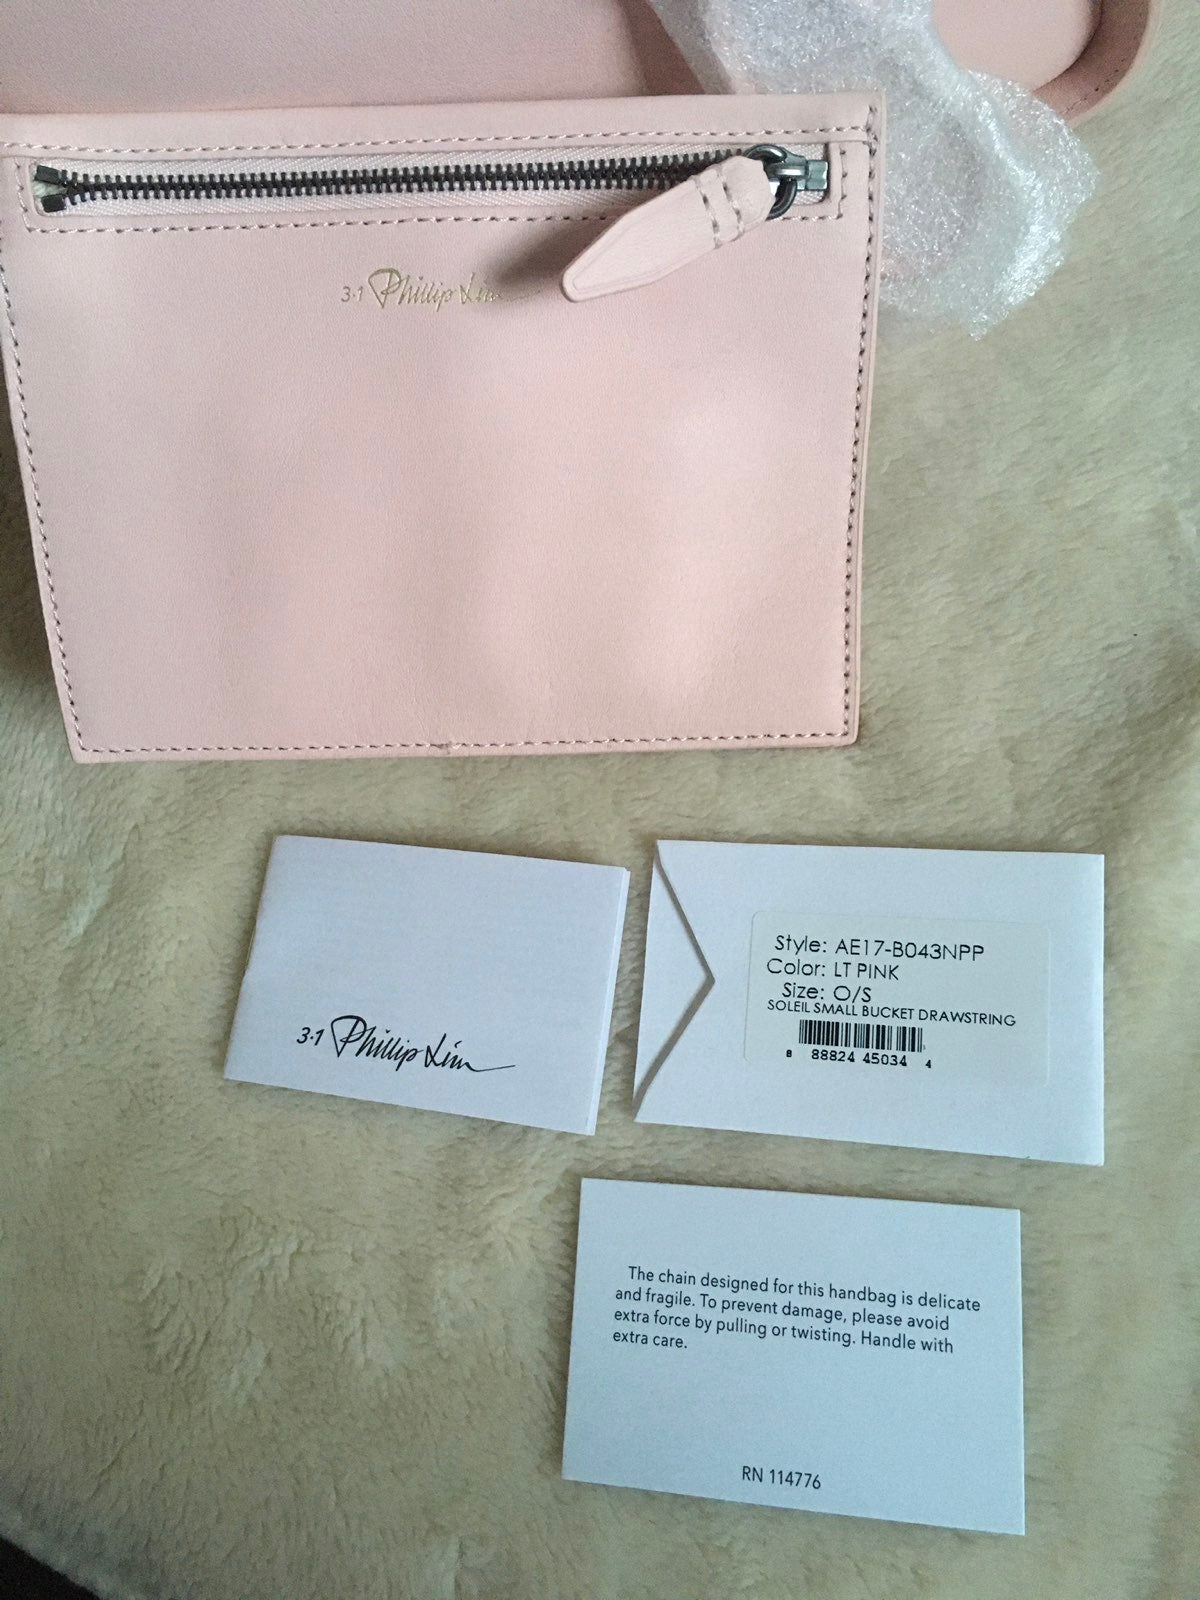 3.1 Phillip Lim
3.1 Phillip Lim
Style: AE17-B043NPP
Color: LT PINK
Size: O/S
SOLEIL SMALL BUCKET DRAWSTRING
8 88824 45034 4
The chain designed for this handbag is delicate
and fragile. To prevent damage, please avoid
extra force by pulling or twisting. Handle with
extra care.
RN 114776